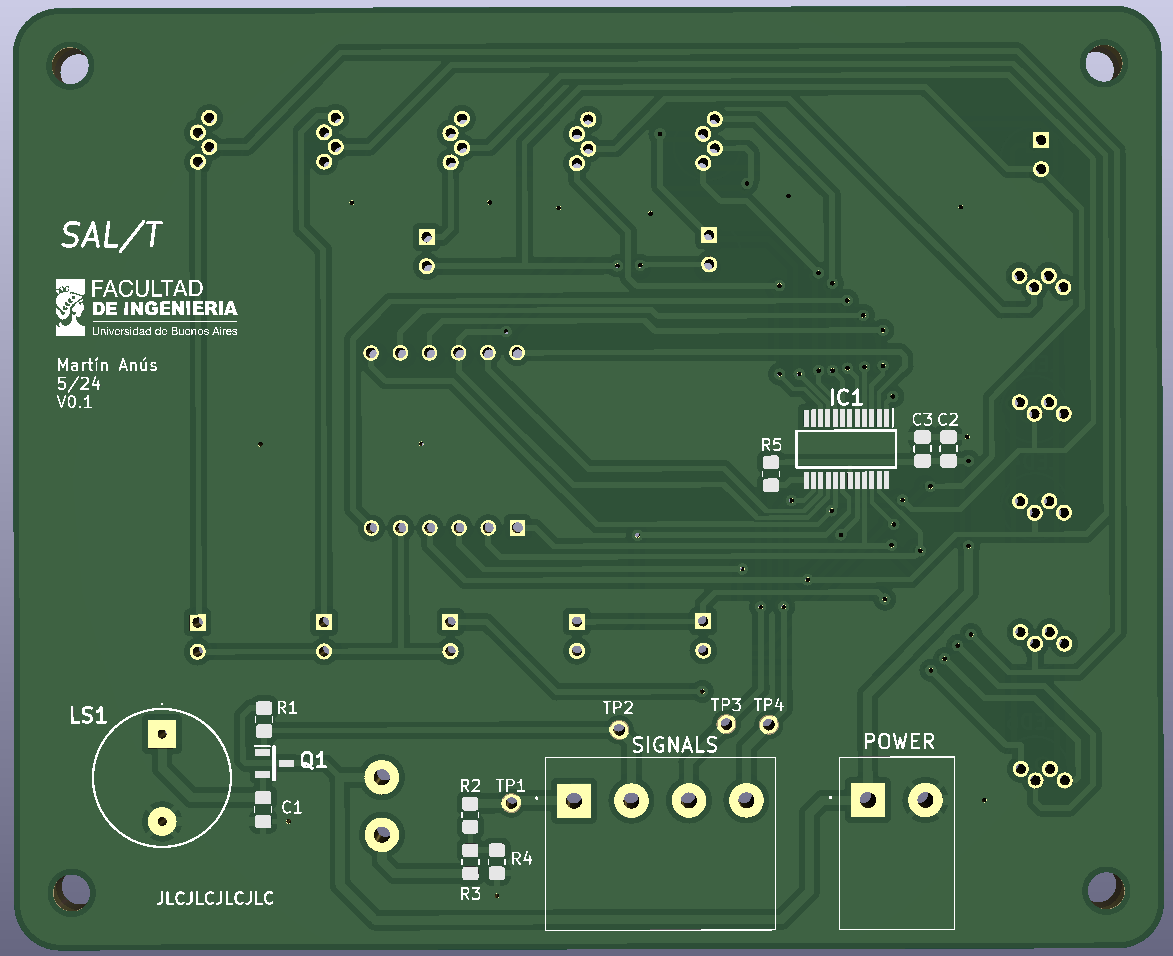 SAL/T
FACULTAD
DE INGENIERIA
Universidad de Buenos Aires
Martín Anús
5/24
V0.1
IC1
C3 C2
R5
LS1
R1
TP2
TP3 TP4
SIGNALS
POWER
Q1
R2 TP1
C1
R4
R3
JLCJLCJLCJLC